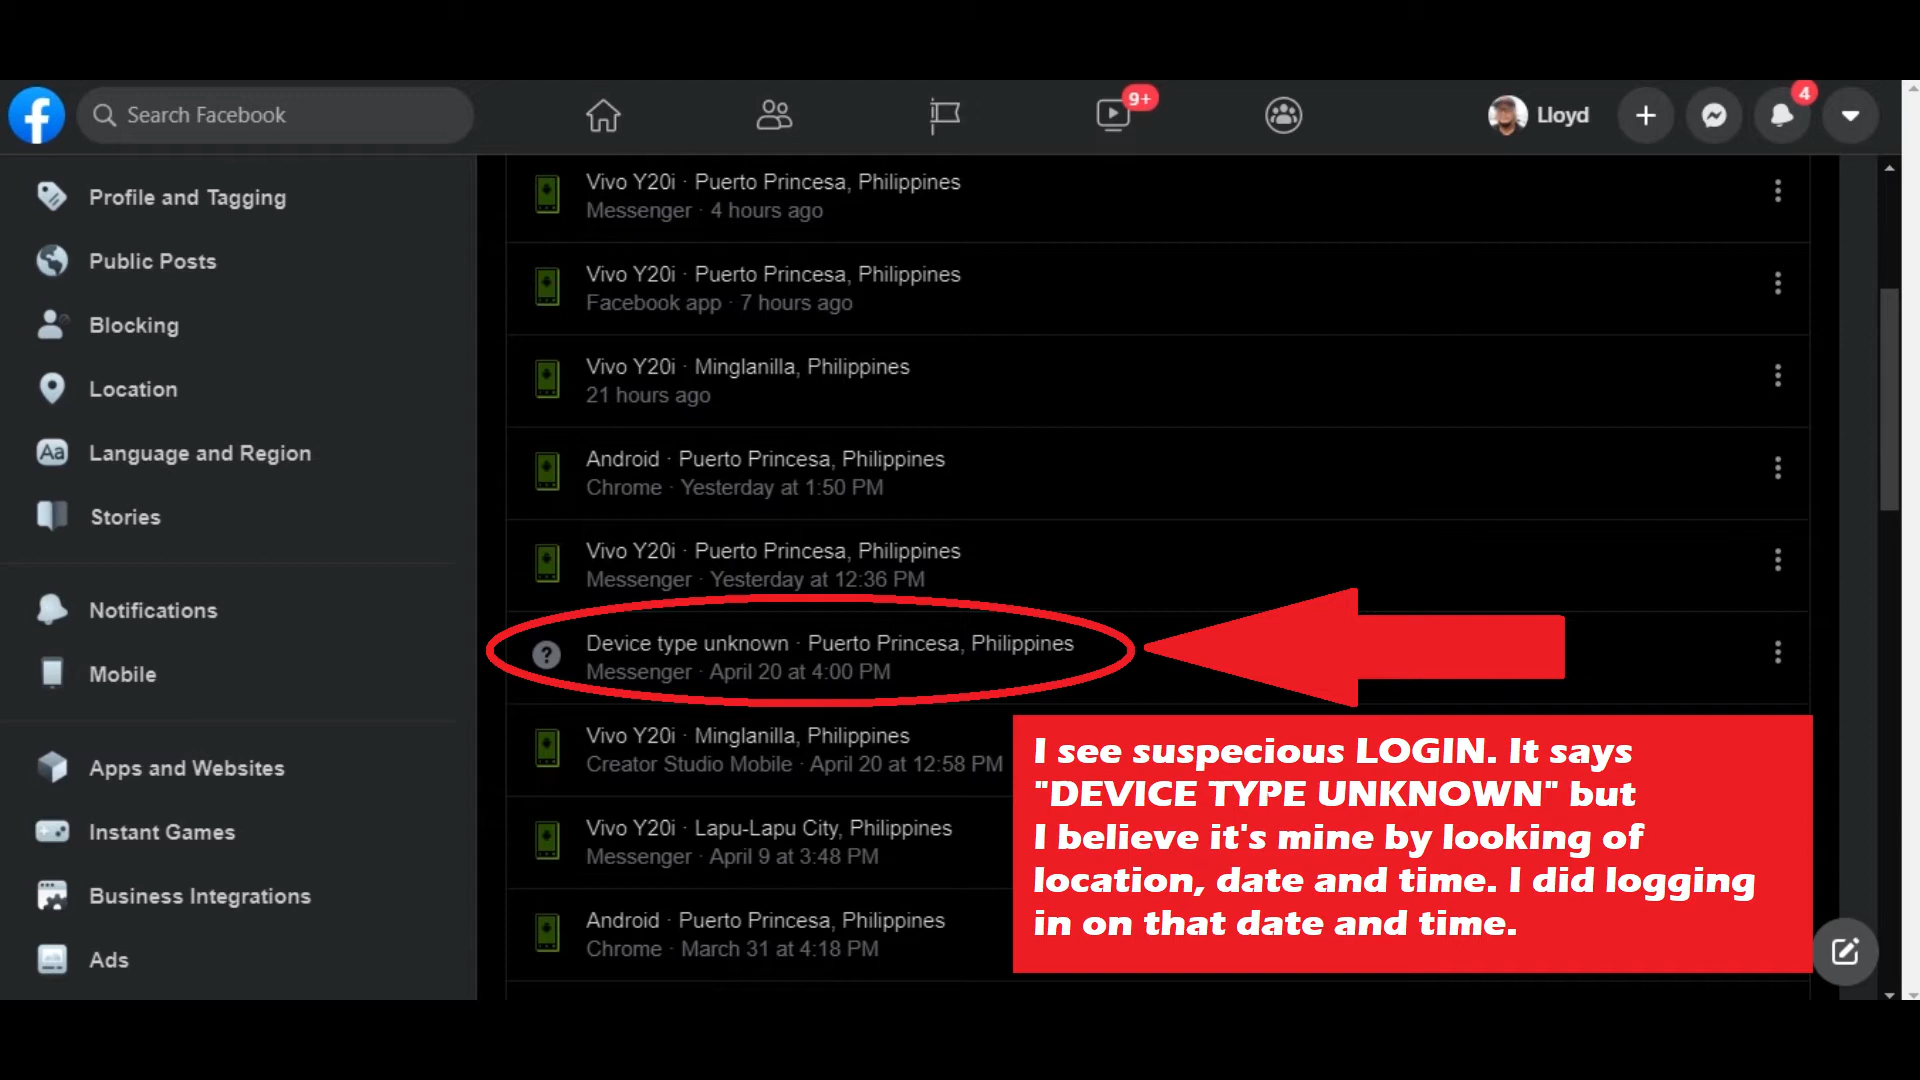 f
Search Facebook
9+
Lloyd
4
Profile and Tagging
Public Posts
Blocking
Location
Aa
Language and Region
Stories
Notifications
Mobile
Apps and Websites
Instant Games
Business Integrations
Ads
Vivo Y20i · Puerto Princesa, Philippines
Messenger · 4 hours ago
Vivo Y20i · Puerto Princesa, Philippines
Facebook app · 7 hours ago
Vivo Y20i · Minglanilla, Philippines
21 hours ago
Android · Puerto Princesa, Philippines
Chrome · Yesterday at 1:50 PM
Vivo Y20i · Puerto Princesa, Philippines
Messenger · Yesterday at 12:36 PM
?
Device type unknown · Puerto Princesa, Philippines
Messenger · April 20 at 4:00 PM
Vivo Y20i · Minglanilla, Philippines
Creator Studio Mobile · April 20 at 12:58 PM
Vivo Y20i · Lapu-Lapu City, Philippines
Messenger · April 9 at 3:48 PM
Android · Puerto Princesa, Philippines
Chrome · March 31 at 4:18 PM
I see suspecious LOGIN. It says
"DEVICE TYPE UNKNOWN" but
I believe it's mine by looking of
location, date and time. I did logging
in on that date and time.